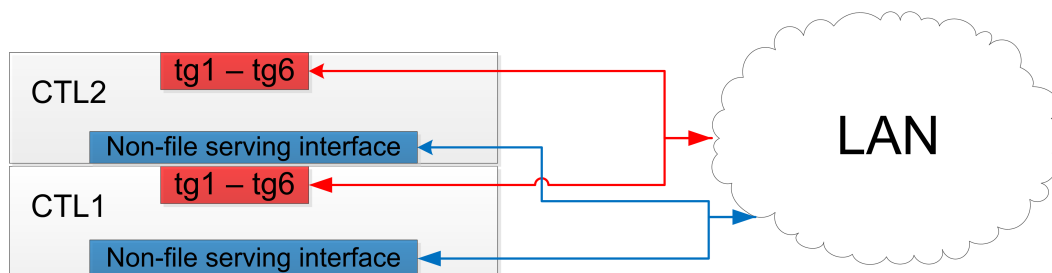 tg1 – tg6
CTL2
Non-file serving interface
tg1 – tg6
CTL1
Non-file serving interface
LAN